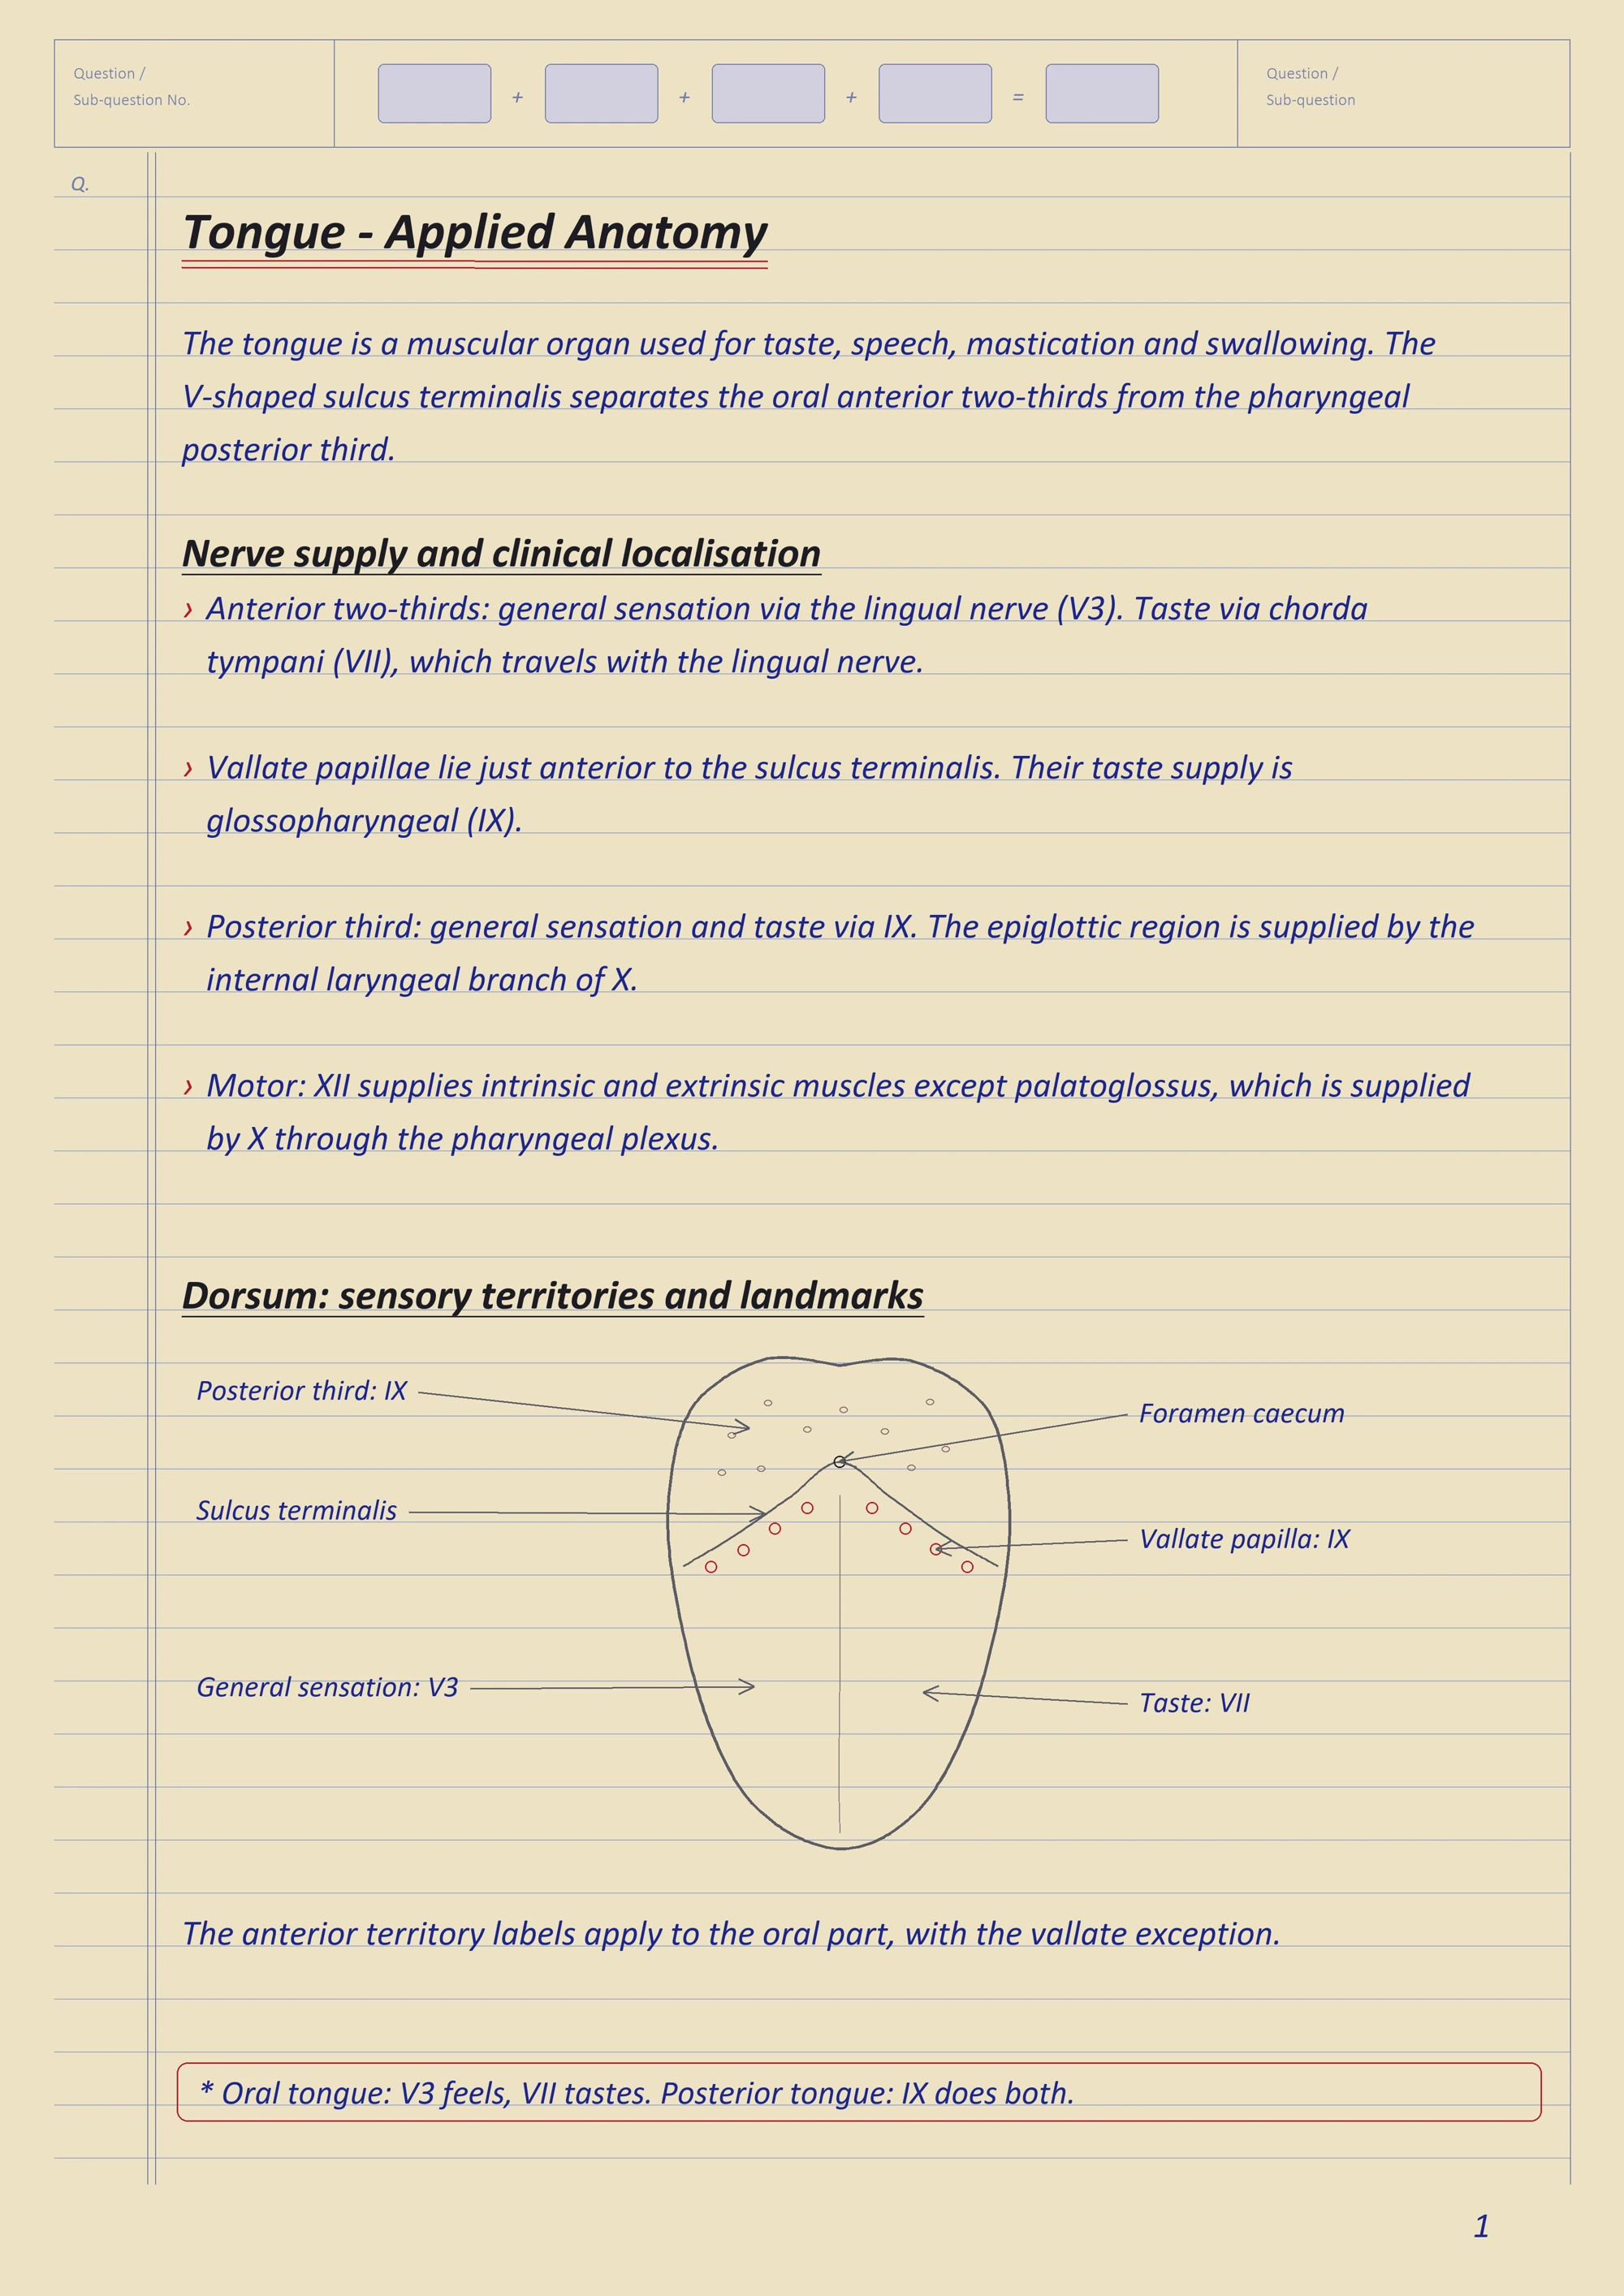 Question /
Sub-question No.
+ + + =
Question /
Sub-question
Q.
Tongue - Applied Anatomy
The tongue is a muscular organ used for taste, speech, mastication and swallowing. The
V-shaped sulcus terminalis separates the oral anterior two-thirds from the pharyngeal
posterior third.
Nerve supply and clinical localisation
› Anterior two-thirds: general sensation via the lingual nerve (V3). Taste via chorda
tympani (VII), which travels with the lingual nerve.
› Vallate papillae lie just anterior to the sulcus terminalis. Their taste supply is
glossopharyngeal (IX).
› Posterior third: general sensation and taste via IX. The epiglottic region is supplied by the
internal laryngeal branch of X.
› Motor: XII supplies intrinsic and extrinsic muscles except palatoglossus, which is supplied
by X through the pharyngeal plexus.
Dorsum: sensory territories and landmarks
Posterior third: IX
Foramen caecum
Sulcus terminalis
Vallate papilla: IX
General sensation: V3
Taste: VII
The anterior territory labels apply to the oral part, with the vallate exception.
* Oral tongue: V3 feels, VII tastes. Posterior tongue: IX does both.
1